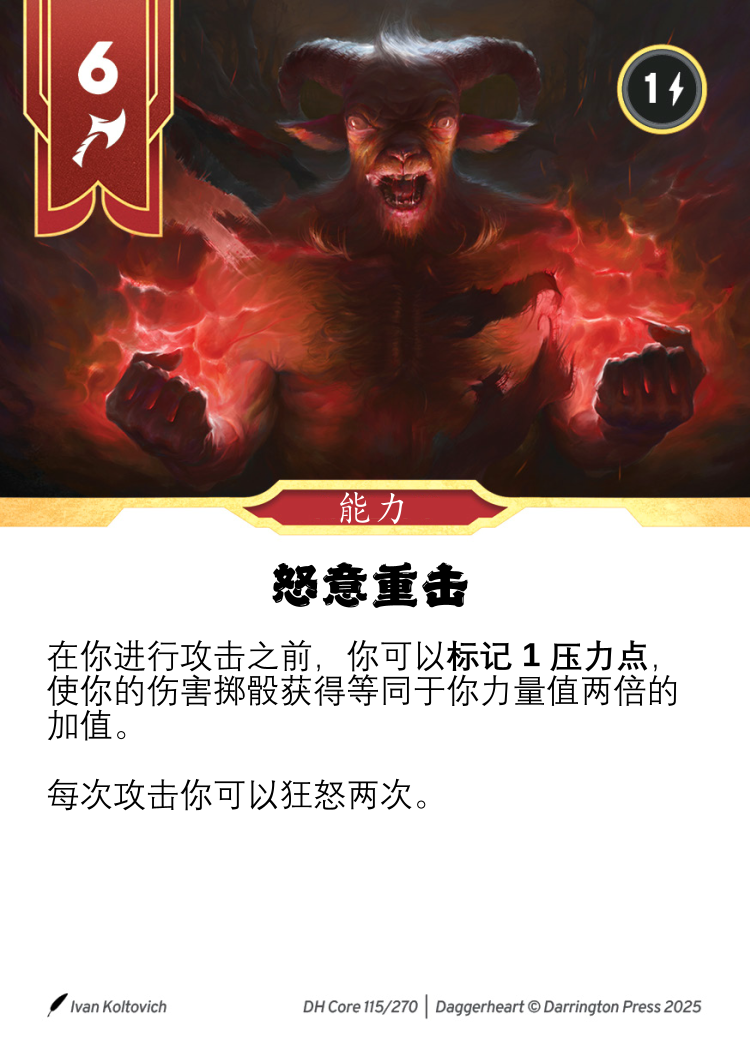 6
1
能力
怒意重击
在你进行攻击之前，你可以标记 1 压力点，
使你的伤害掷骰获得等同于你力量值两倍的
加值。
每次攻击你可以狂怒两次。
Ivan Koltovich
DH Core 115/270 | Daggerheart © Darrington Press 2025